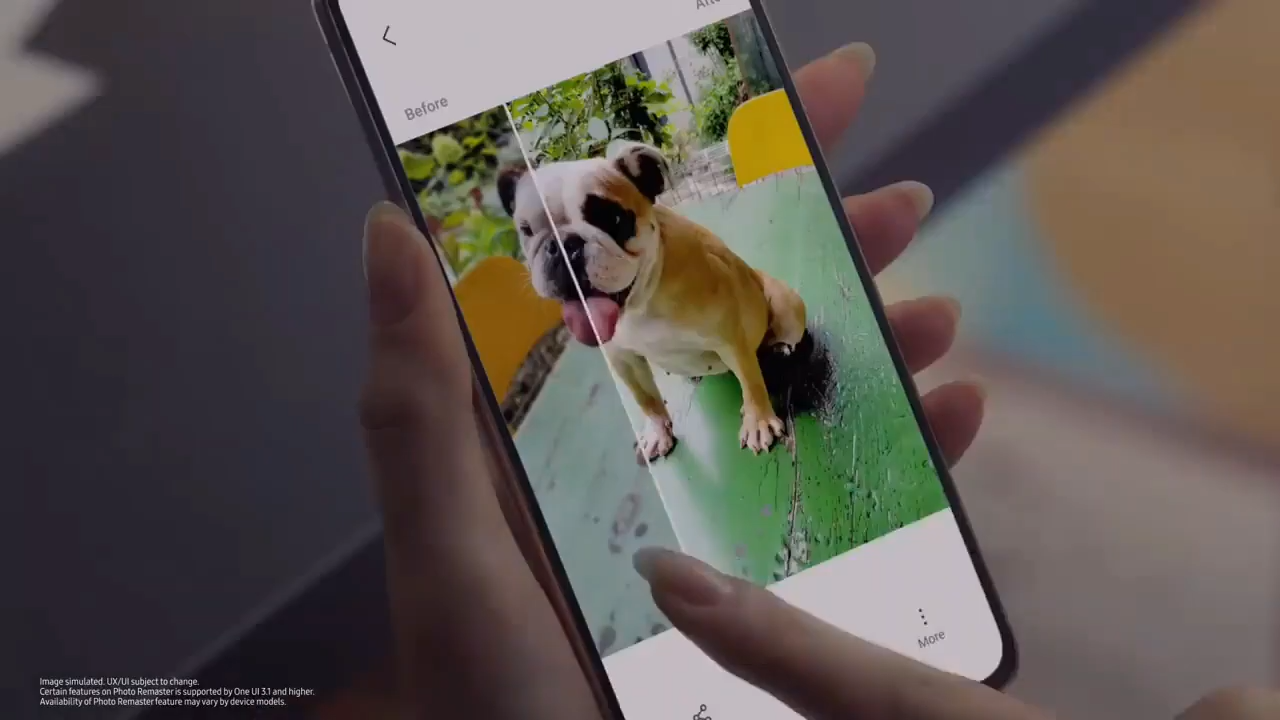 Before
More
Image simulated. UX/UI subject to change.
Certain features on Photo Remaster is supported by One UI 3.1 and higher.
Availability of Photo Remaster feature may vary by device models.